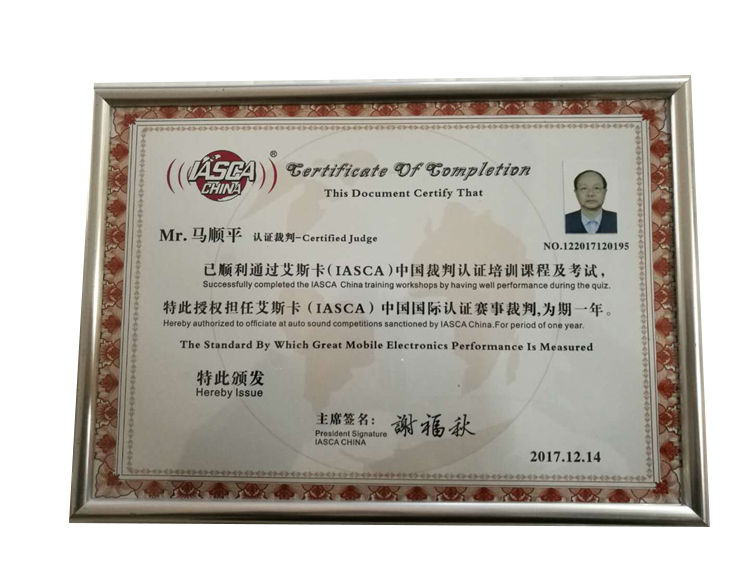 IASCA
CHINA
®
Certificate Of Completion
This Document Certify That
Mr. 马顺平 认证裁判-Certified Judge
NO.122017120195
已顺利通过艾斯卡(IASCA)中国裁判认证培训课程及考试,
Successfully completed the IASCA China training workshops by having well performance during the quiz.
特此授权担任艾斯卡(IASCA)中国国际认证赛事裁判,为期一年。
Hereby authorized to officiate at auto sound competitions sanctioned by IASCA China.For period of one year.
The Standard By Which Great Mobile Electronics Performance Is Measured
特此颁发
Hereby Issue
主席签名: 謝福秋
President Signature
IASCA CHINA
2017.12.14